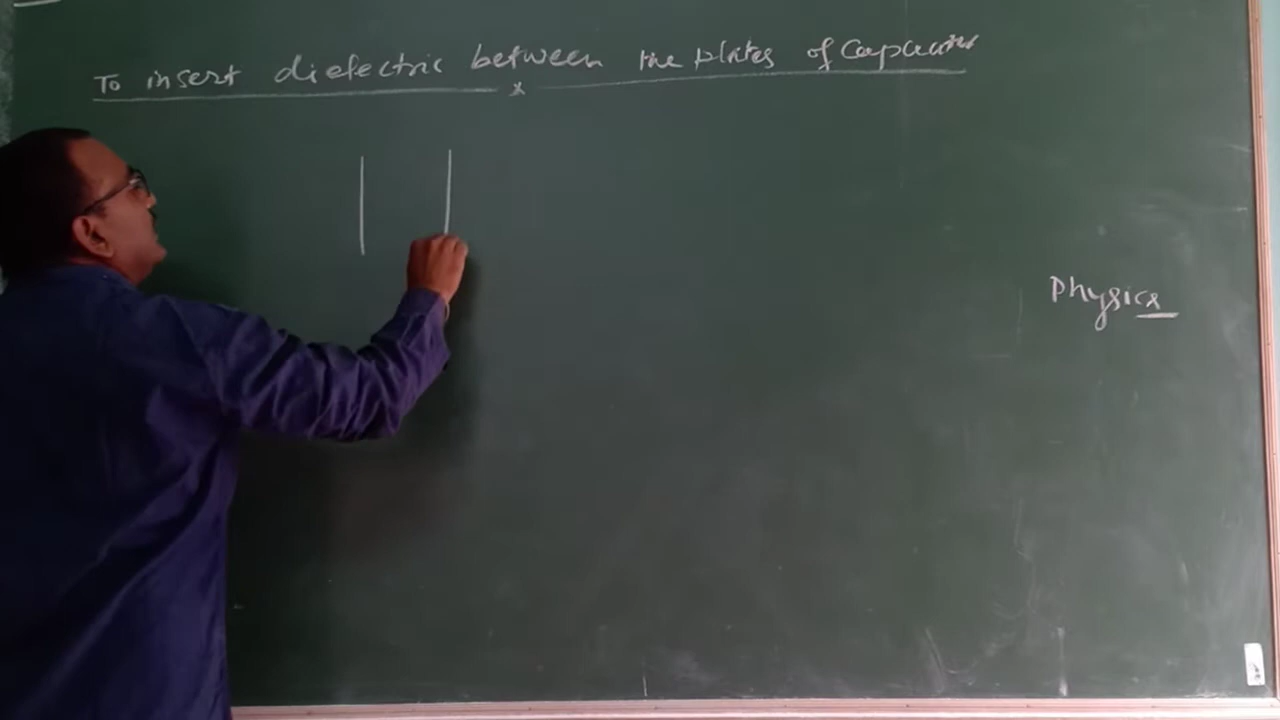 To insert dielectric between the plates of Capacitor
x
Physics